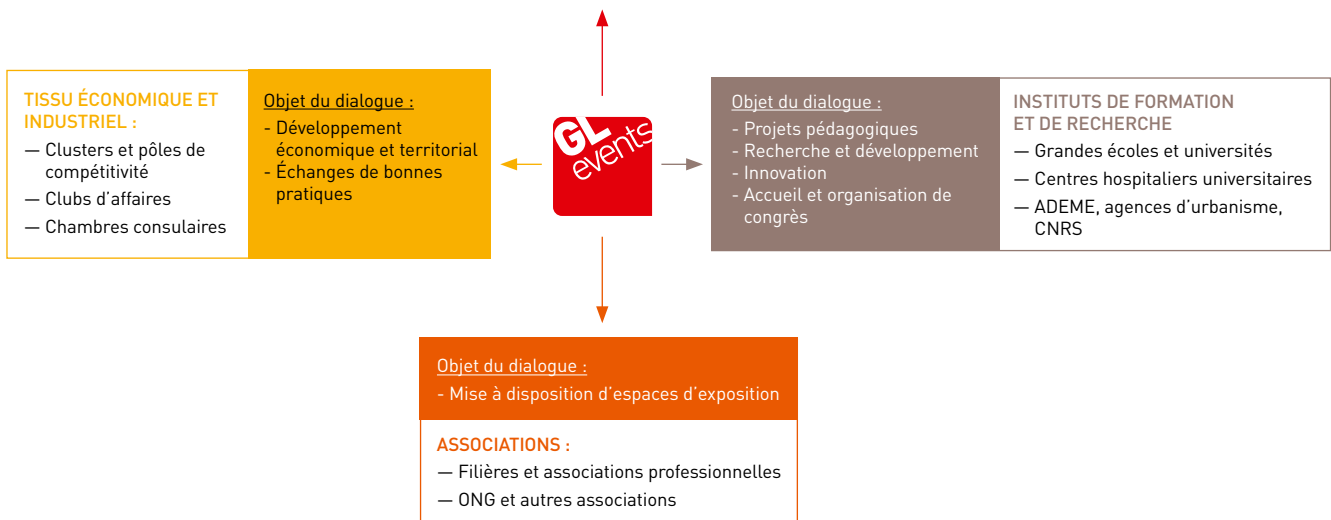 TISSU ÉCONOMIQUE ET
INDUSTRIEL :
— Clusters et pôles de
compétitivité
— Clubs d'affaires
— Chambres consulaires
Objet du dialogue :
- Développement
économique et territorial
- Échanges de bonnes
pratiques
GL
events
Objet du dialogue :
- Projets pédagogiques
- Recherche et développement
- Innovation
- Accueil et organisation de
congrès
INSTITUTS DE FORMATION
ET DE RECHERCHE
— Grandes écoles et universités
— Centres hospitaliers universitaires
— ADEME, agences d'urbanisme,
CNRS
Objet du dialogue :
- Mise à disposition d'espaces d'exposition
ASSOCIATIONS :
— Filières et associations professionnelles
— ONG et autres associations